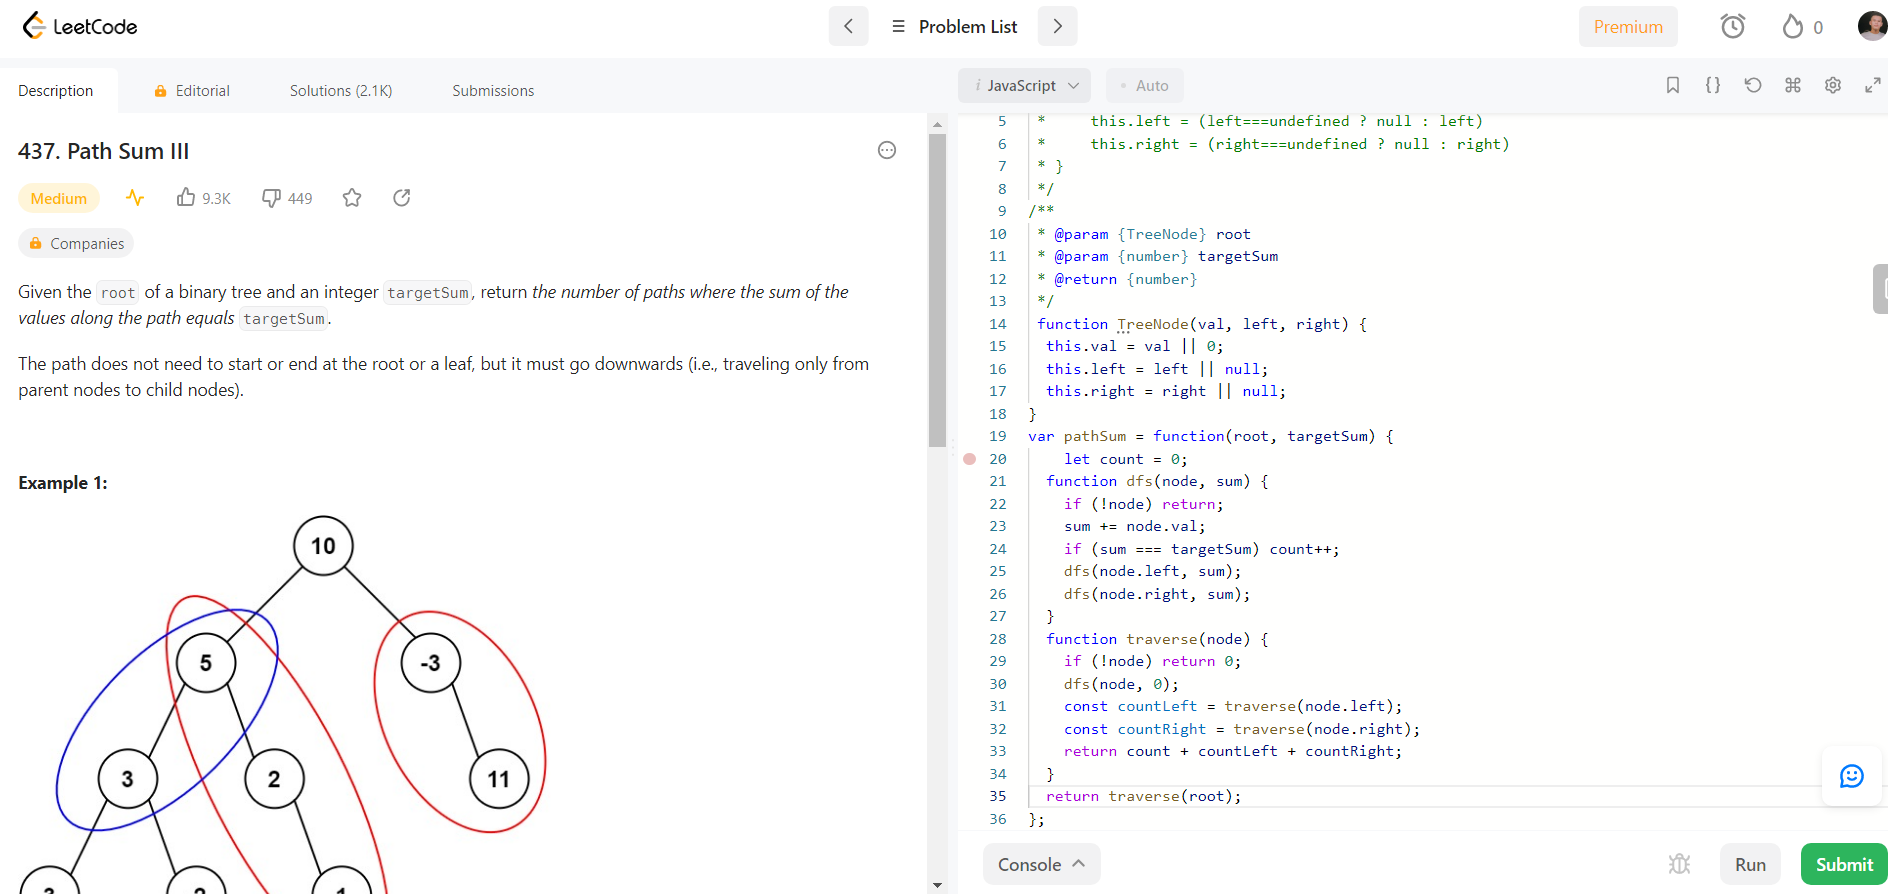 LeetCode
Problem List
Premium
0
Description
Editorial
Solutions (2.1K)
Submissions
i JavaScript
Auto
437. Path Sum III
Medium
9.3K
449
Companies
Given the root of a binary tree and an integer targetSum, return the number of paths where the sum of the
values along the path equals targetSum.
The path does not need to start or end at the root or a leaf, but it must go downwards (i.e., traveling only from
parent nodes to child nodes).
Example 1:
10
5
-3
3
2
11
5 *     this.left = (left===undefined ? null : left)
6 *     this.right = (right===undefined ? null : right)
7 * }
8 */
9 /**
10 * @param {TreeNode} root
11 * @param {number} targetSum
12 * @return {number}
13 */
14 function TreeNode(val, left, right) {
15 this.val = val || 0;
16 this.left = left || null;
17 this.right = right || null;
18 }
19 var pathSum = function(root, targetSum) {
20 let count = 0;
21 function dfs(node, sum) {
22 if (!node) return;
23 sum += node.val;
24 if (sum === targetSum) count++;
25 dfs(node.left, sum);
26 dfs(node.right, sum);
27 }
28 function traverse(node) {
29 if (!node) return 0;
30 dfs(node, 0);
31 const countLeft = traverse(node.left);
32 const countRight = traverse(node.right);
33 return count + countLeft + countRight;
34 }
35 return traverse(root);
36 };
Console
Run
Submit